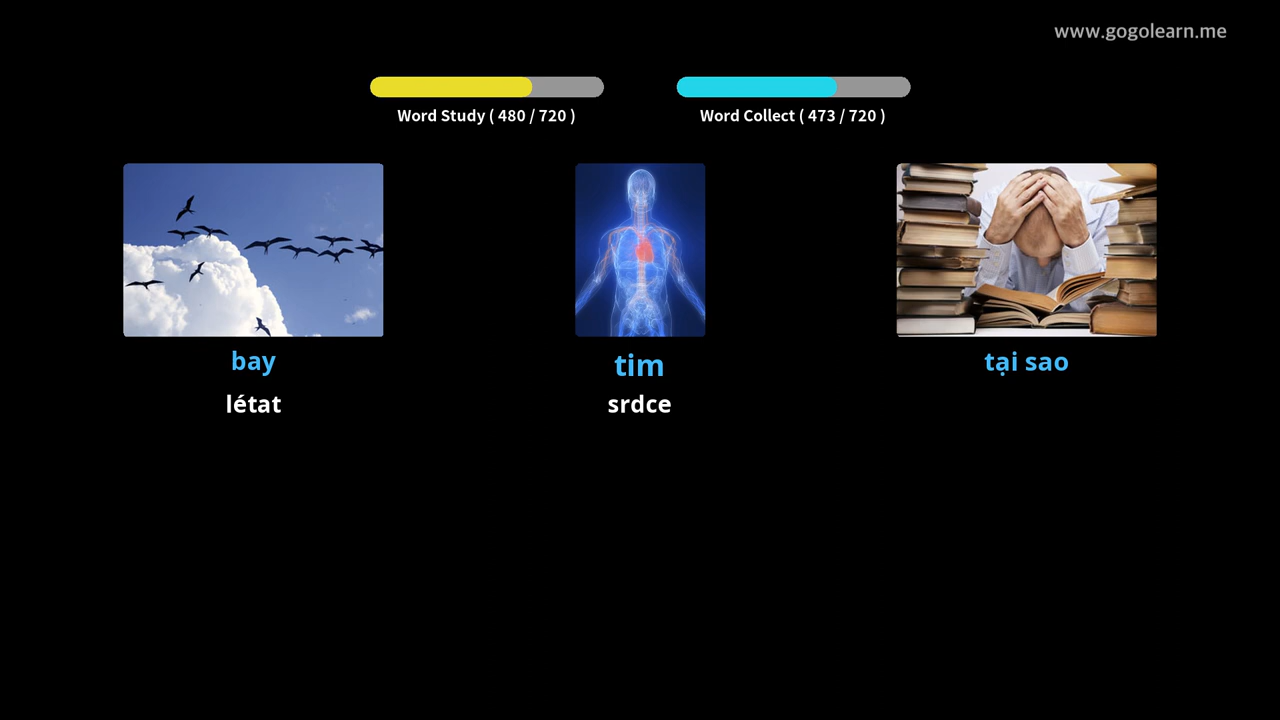 www.gogolearn.me
Word Study ( 480 / 720 )
Word Collect ( 473 / 720 )
bay
tim
tại sao
létat
srdce